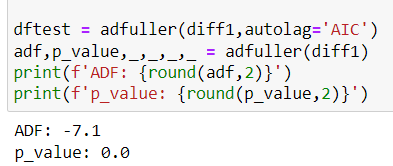 dftest = adfuller(diff1,autolag='AIC')
adf,p_value,_,_,_,_ = adfuller(diff1)
print(f'ADF: {round(adf,2)}')
print(f'p_value: {round(p_value,2)}')
ADF: -7.1
p_value: 0.0